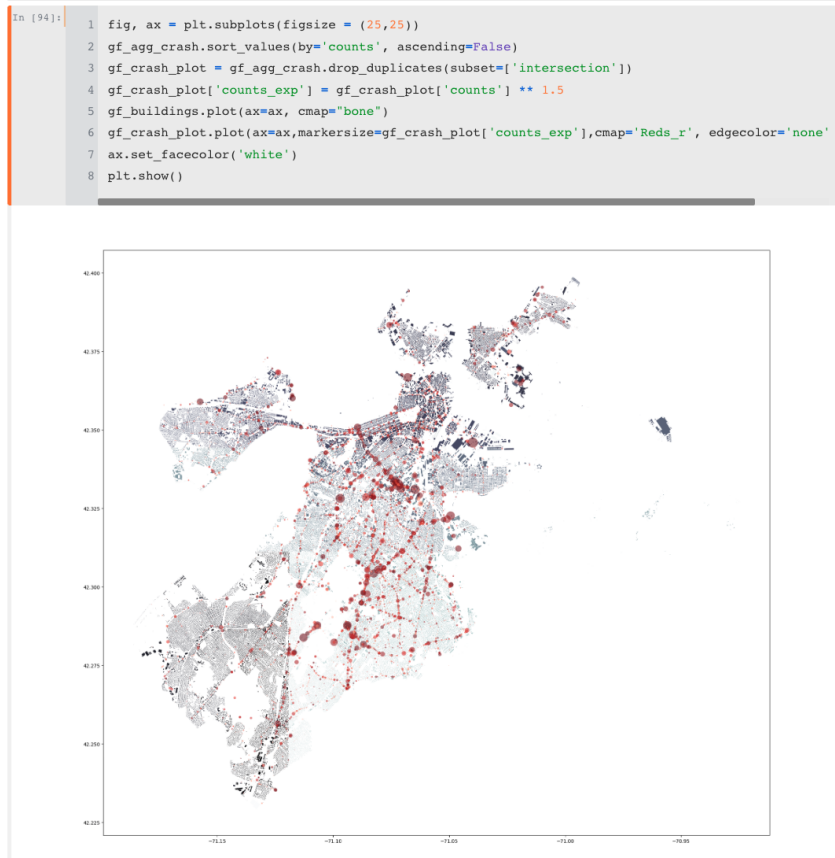 In [94]:
1 fig, ax = plt.subplots(figsize = (25,25))
2 gf_agg_crash.sort_values(by='counts', ascending=False)
3 gf_crash_plot = gf_agg_crash.drop_duplicates(subset=['intersection'])
4 gf_crash_plot['counts_exp'] = gf_crash_plot['counts'] ** 1.5
5 gf_buildings.plot(ax=ax, cmap="bone")
6 gf_crash_plot.plot(ax=ax,markersize=gf_crash_plot['counts_exp'],cmap='Reds_r', edgecolor='none'
7 ax.set_facecolor('white')
8 plt.show()
42.400
42.375
42.350
42.325
42.300
42.275
42.250
42.225
−71.15 −71.10 −71.05 −71.00 −70.95